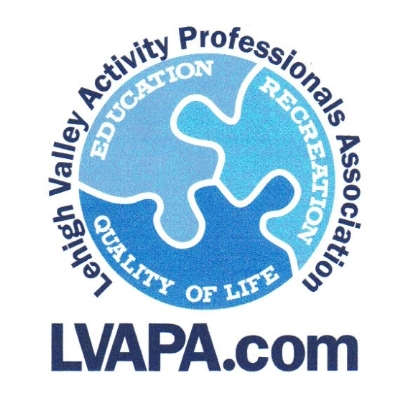 Lehigh Valley Activity Professionals Association
EDUCATION
RECREATION
QUALITY OF LIFE
LVAPA.com